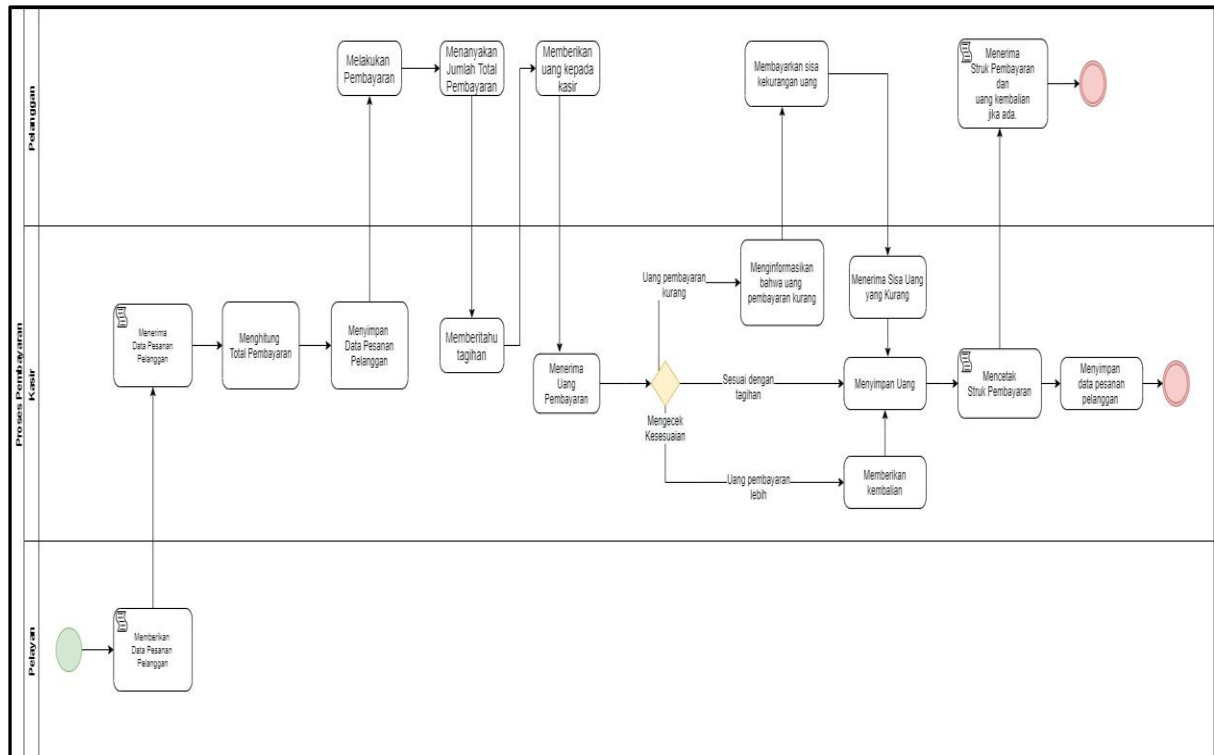 Proses Pembayaran
Pelanggan
Melakukan
Pembayaran
Menanyakan
Jumlah Total
Pembayaran
Memberikan
uang kepada
kasir
Membayarkan sisa
kekurangan uang
Menerima
Struk Pembayaran
dan
uang kembalian
jika ada.
Kasir
Menerima
Data Pesanan
Pelanggan
Menghitung
Total Pembayaran
Menyimpan
Data Pesanan
Pelanggan
Memberitahu
tagihan
Menerima
Uang
Pembayaran
Mengecek
Kesesuaian
Uang pembayaran
kurang
Menginformasikan
bahwa uang
pembayaran kurang
Menerima Sisa Uang
yang Kurang
Sesuai dengan
tagihan
Menyimpan Uang
Uang pembayaran
lebih
Memberikan
kembalian
Mencetak
Struk Pembayaran
Menyimpan
data pesanan
pelanggan
Pelayan
Memberikan
Data Pesanan
Pelanggan